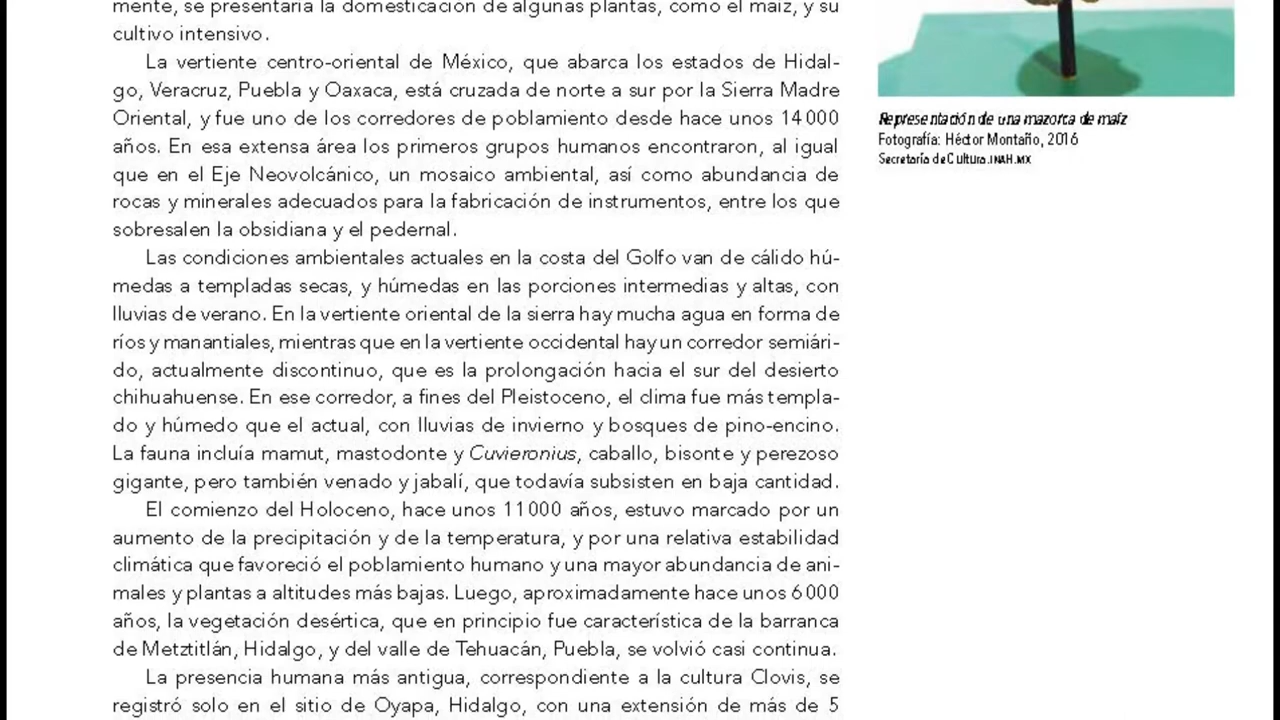 mente, se presentaría la domesticación de algunas plantas, como el maíz, y su
cultivo intensivo.
La vertiente centro-oriental de México, que abarca los estados de Hidal-
go, Veracruz, Puebla y Oaxaca, está cruzada de norte a sur por la Sierra Madre
Oriental, y fue uno de los corredores de poblamiento desde hace unos 14 000
años. En esa extensa área los primeros grupos humanos encontraron, al igual
que en el Eje Neovolcánico, un mosaico ambiental, así como abundancia de
rocas y minerales adecuados para la fabricación de instrumentos, entre los que
sobresalen la obsidiana y el pedernal.
Las condiciones ambientales actuales en la costa del Golfo van de cálido hú-
medas a templadas secas, y húmedas en las porciones intermedias y altas, con
lluvias de verano. En la vertiente oriental de la sierra hay mucha agua en forma de
ríos y manantiales, mientras que en la vertiente occidental hay un corredor semiári-
do, actualmente discontinuo, que es la prolongación hacia el sur del desierto
chihuahuense. En ese corredor, a fines del Pleistoceno, el clima fue más templa-
do y húmedo que el actual, con lluvias de invierno y bosques de pino-encino.
La fauna incluía mamut, mastodonte y Cuvieronius, caballo, bisonte y perezoso
gigante, pero también venado y jabalí, que todavía subsisten en baja cantidad.
El comienzo del Holoceno, hace unos 11 000 años, estuvo marcado por un
aumento de la precipitación y de la temperatura, y por una relativa estabilidad
climática que favoreció el poblamiento humano y una mayor abundancia de ani-
males y plantas a altitudes más bajas. Luego, aproximadamente hace unos 6 000
años, la vegetación desértica, que en principio fue característica de la barranca
de Metztitlán, Hidalgo, y del valle de Tehuacán, Puebla, se volvió casi continua.
La presencia humana más antigua, correspondiente a la cultura Clovis, se
registró solo en el sitio de Oyapa, Hidalgo, con una extensión de más de 5
Representación de una mazorca de maíz
Fotografía: Héctor Montaño, 2016
Secretaría de Cultura.INAH.MX